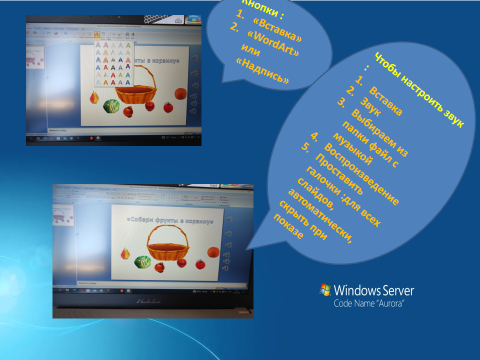 Кнопки :
1. «Вставка»
2. «WordArt»
или
«Надпись»
Чтобы настроить звук
:
1. Вставка
2. Звук
3. Выбираем из
папки файл с
музыкой
4. Воспроизведение
5. Проставить
галочки :для всех
слайдов,
автоматически,
скрыть при
показе
ты в корзину»
«Собери фрукты в корзину»
Windows Server
Code Name "Aurora"